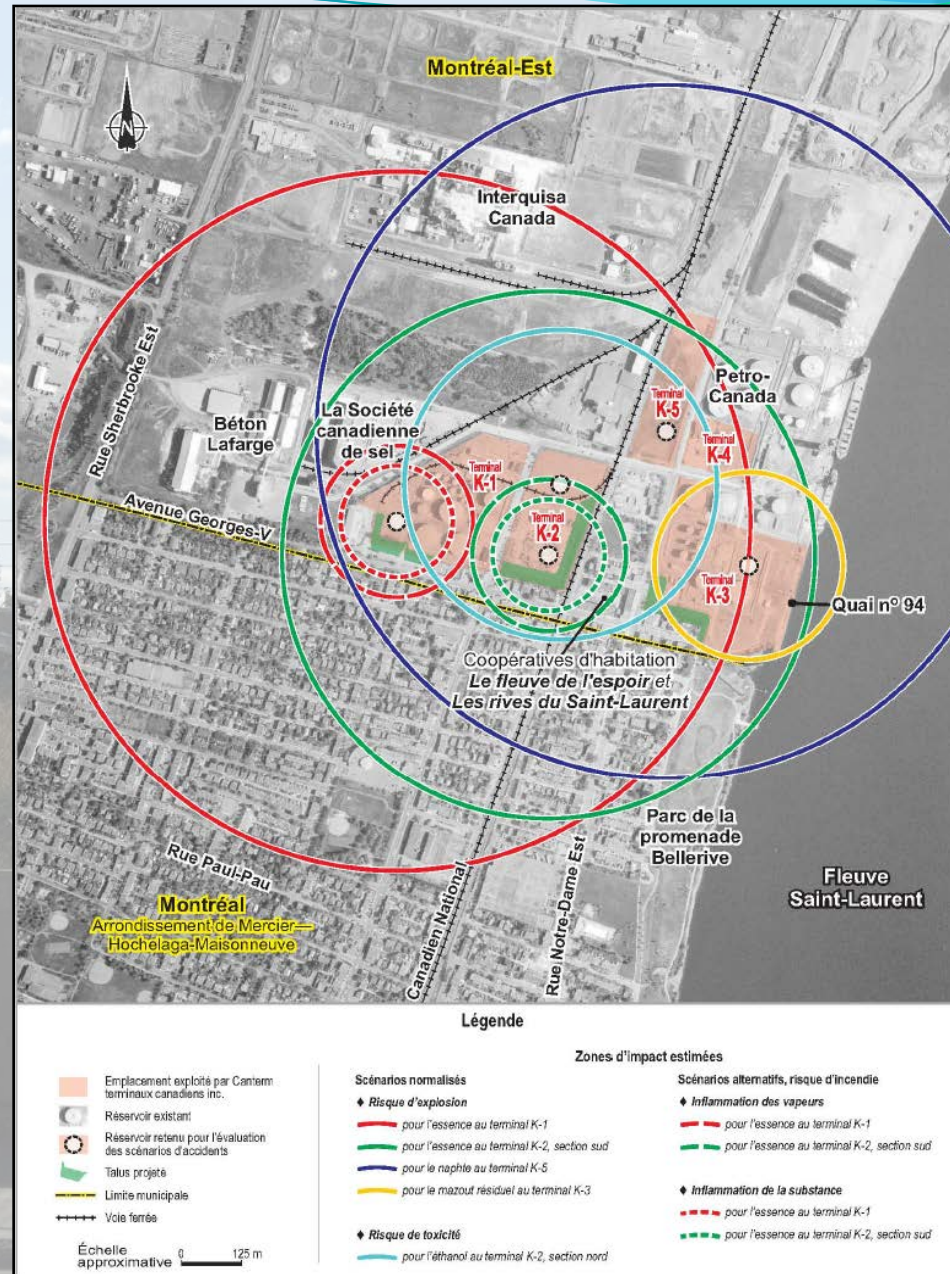 Montréal-Est
N
Interquisa
Canada
Rue Sherbrooke Est
Petro-
Canada
Terminal
K-5
Béton
Lafarge
La Société
canadienne
de sel
Terminal
K-4
Terminal
K-1
Avenue Georges-V
Terminal
K-2
Terminal
K-3
Quai nº 94
Coopératives d'habitation
Le fleuve de l'espoir et
Les rives du Saint-Laurent
Parc de la
promenade
Bellerive
Rue Paul-Pau
Fleuve
Saint-Laurent
Montréal
Arrondissement de Mercier—
Hochelaga-Maisonneuve
Canadien National
Rue Notre-Dame Est
Légende
Emplacement exploité par Canterm
terminaux canadiens inc.
Réservoir existant
Réservoir retenu pour l'évaluation
des scénarios d'accidents
Talus projeté
Limite municipale
Voie ferrée
Échelle
approximative
0 125 m
Zones d'impact estimées
Scénarios normalisés
♦ Risque d'explosion
pour l'essence au terminal K-1
pour l'essence au terminal K-2, section sud
pour le naphte au terminal K-5
pour le mazout résiduel au terminal K-3
♦ Risque de toxicité
pour l'éthanol au terminal K-2, section nord
Scénarios alternatifs, risque d'incendie
♦ Inflammation des vapeurs
pour l'essence au terminal K-1
pour l'essence au terminal K-2, section sud
♦ Inflammation de la substance
pour l'essence au terminal K-1
pour l'essence au terminal K-2, section sud